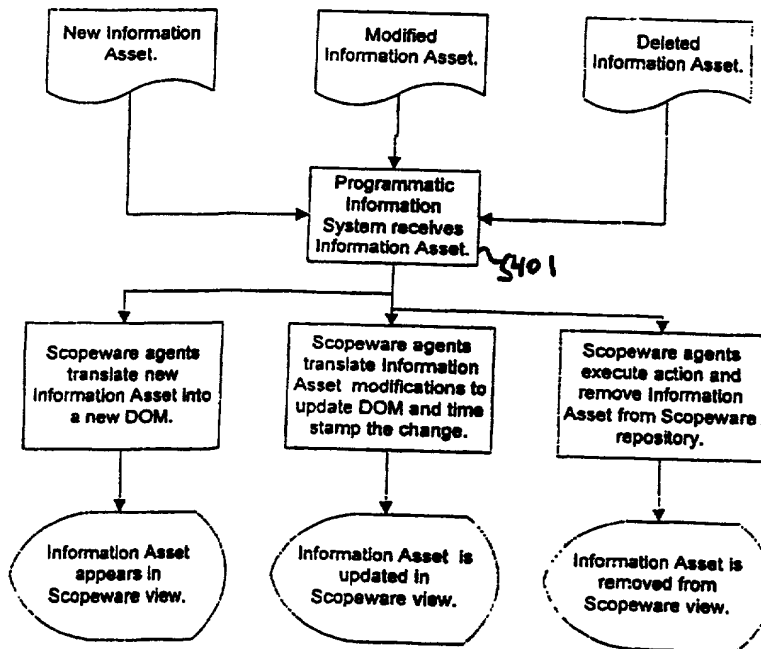 New Information
Asset.
Modified
Information Asset.
Deleted
Information Asset.
Programmatic
Information
System receives
Information Asset.
S401
Scopeware agents
translate new
Information Asset into
a new DOM.
Scopeware agents
translate Information
Asset modifications to
update DOM and time
stamp the change.
Scopeware agents
execute action and
remove Information
Asset from Scopeware
repository.
Information Asset
appears in
Scopeware view.
Information Asset is
updated in
Scopeware view.
Information Asset is
removed from
Scopeware view.